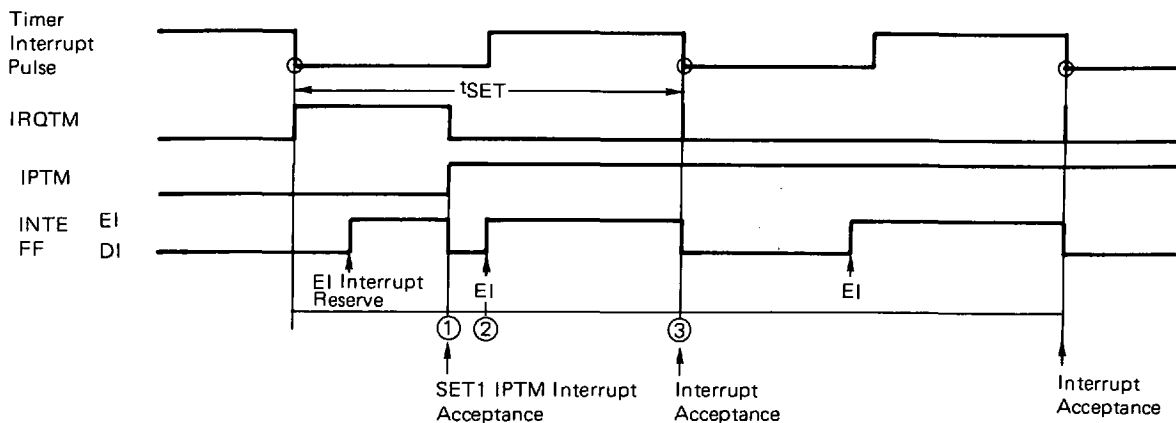 Timer
Interrupt
Pulse
tSET
IRQTM
IPTM
INTE EI
FF DI
EI Interrupt
Reserve
EI
EI
① ② ③
SET1 IPTM Interrupt
Acceptance
Interrupt
Acceptance
Interrupt
Acceptance